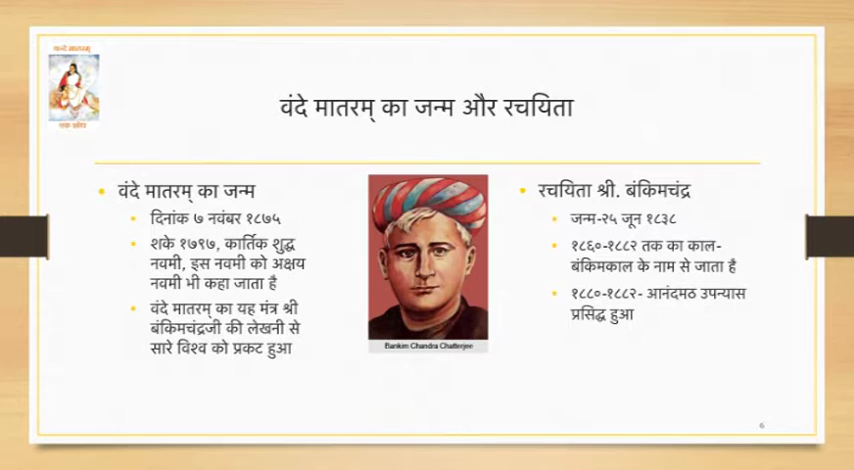 वन्दे मातरम्
वंदे मातरम् का जन्म और रचयिता
वंदे मातरम् का जन्म
दिनांक ७ नवंबर १८७५
शके १७९७, कार्तिक शुद्ध
नवमी, इस नवमी को अक्षय
नवमी भी कहा जाता है
वंदे मातरम् का यह मंत्र श्री
बंकिमचंद्रजी की लेखनी से
सारे विश्व को प्रकट हुआ
Bankim Chandra Chatterjee
रचयिता श्री. बंकिमचंद्र
जन्म-२५ जून १८३८
१८६०-१८८२ तक का काल-
बंकिमकाल के नाम से जाता है
१८८०-१८८२- आनंदमठ उपन्यास
प्रसिद्ध हुआ
6